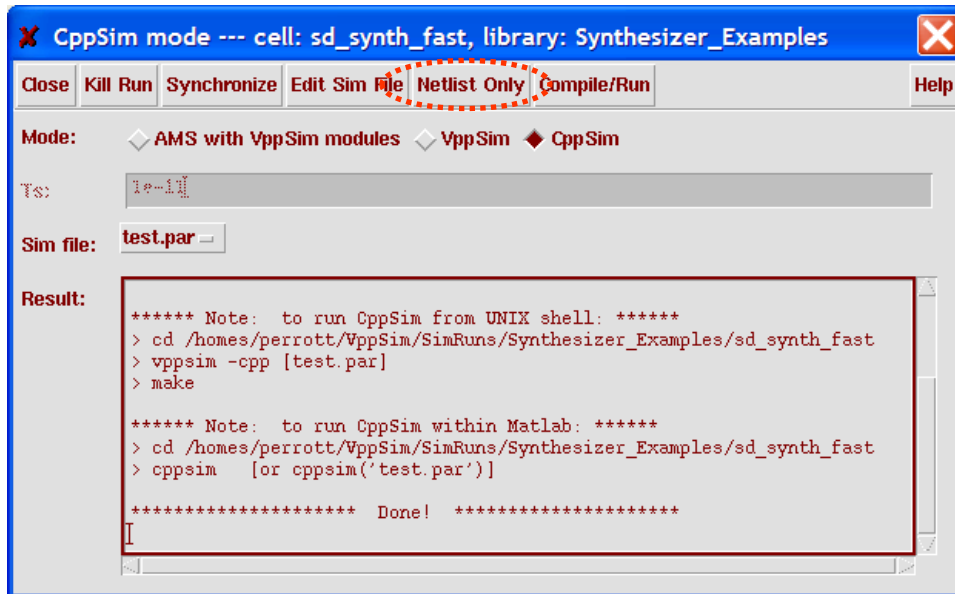 CppSim mode --- cell: sd_synth_fast, library: Synthesizer_Examples
Close Kill Run Synchronize Edit Sim File Netlist Only Compile/Run Help
Mode: AMS with VppSim modules VppSim CppSim
Ts: 1e-11
Sim file: test.par
Result:
****** Note:  to run CppSim from UNIX shell: ******
> cd /homes/perrott/VppSim/SimRuns/Synthesizer_Examples/sd_synth_fast
> vppsim -cpp [test.par]
> make
****** Note:  to run CppSim within Matlab: ******
> cd /homes/perrott/VppSim/SimRuns/Synthesizer_Examples/sd_synth_fast
> cppsim   [or cppsim('test.par')]
********************* Done! *********************